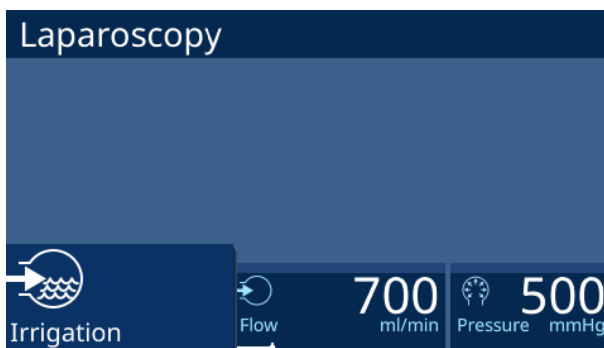 Laparoscopy
700
500
Flow
ml/min
Pressure
mmHg
Irrigation